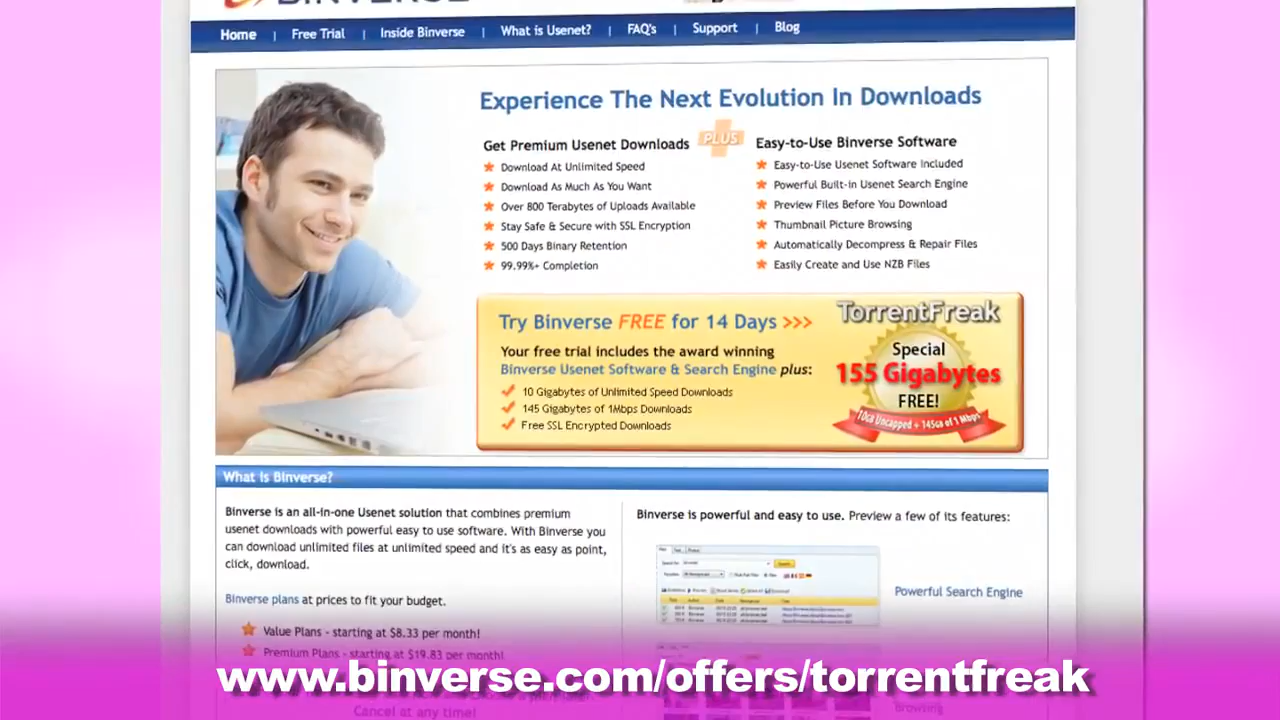 BINVERSE
Home | Free Trial | Inside Binverse | What is Usenet? | FAQ's | Support | Blog
Experience The Next Evolution In Downloads
Get Premium Usenet Downloads
PLUS
Easy-to-Use Binverse Software
Download At Unlimited Speed
Download As Much As You Want
Over 800 Terabytes of Uploads Available
Stay Safe & Secure with SSL Encryption
500 Days Binary Retention
99.99%+ Completion
Easy-to-Use Usenet Software Included
Powerful Built-in Usenet Search Engine
Preview Files Before You Download
Thumbnail Picture Browsing
Automatically Decompress & Repair Files
Easily Create and Use NZB Files
Try Binverse FREE for 14 Days >>>
Your free trial includes the award winning
Binverse Usenet Software & Search Engine plus:
10 Gigabytes of Unlimited Speed Downloads
145 Gigabytes of 1Mbps Downloads
Free SSL Encrypted Downloads
TorrentFreak
Special
155 Gigabytes
FREE!
10GB Uncapped + 145GB of 1 Mbps
What is Binverse?
Binverse is an all-in-one Usenet solution that combines premium
usenet downloads with powerful easy to use software. With Binverse you
can download unlimited files at unlimited speed and it's as easy as point,
click, download.
Binverse plans at prices to fit your budget.
Value Plans - starting at $8.33 per month!
Premium Plans - starting at $19.83 per month!
Cancel at any time!
Binverse is powerful and easy to use. Preview a few of its features:
Powerful Search Engine
Browsing
www.binverse.com/offers/torrentfreak